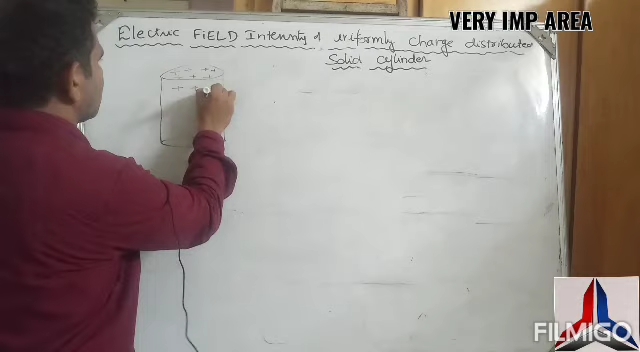 VERY IMP AREA
Electric FiELD Intensity of uniformly charge distributed
Solid cylinder
+ + + +
FILMIGO